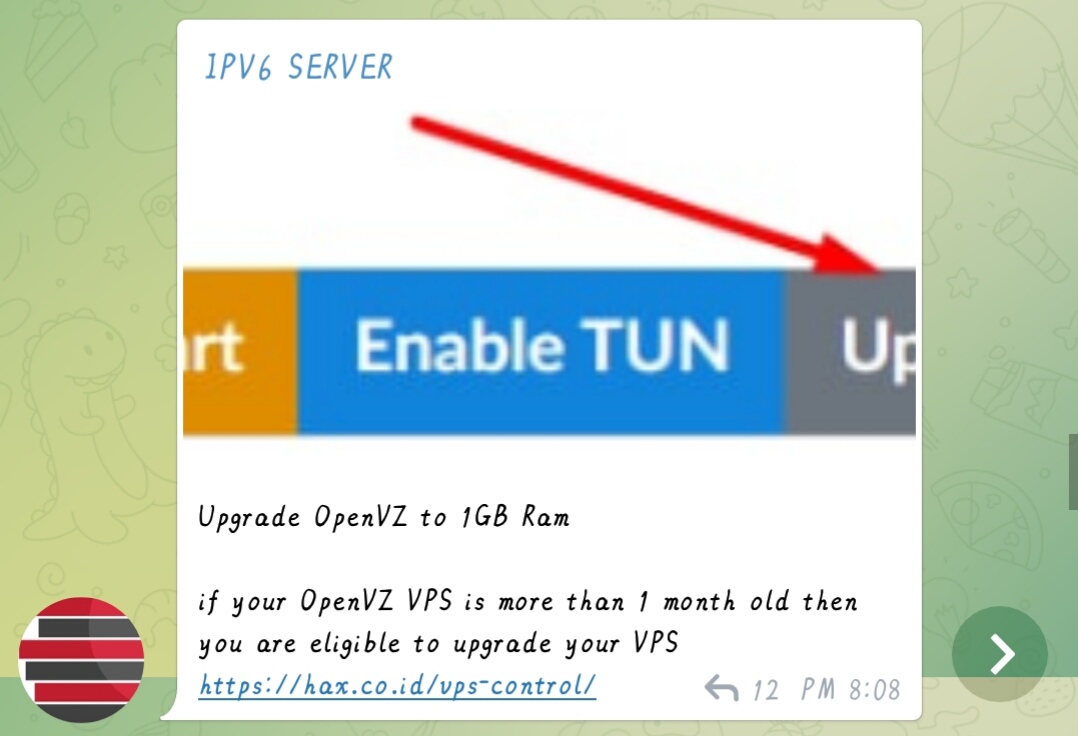 IPV6 SERVER
rt Enable TUN Up
Upgrade OpenVZ to 1GB Ram
if your OpenVZ VPS is more than 1 month old then
you are eligible to upgrade your VPS
https://hax.co.id/vps-control/
12 PM 8:08